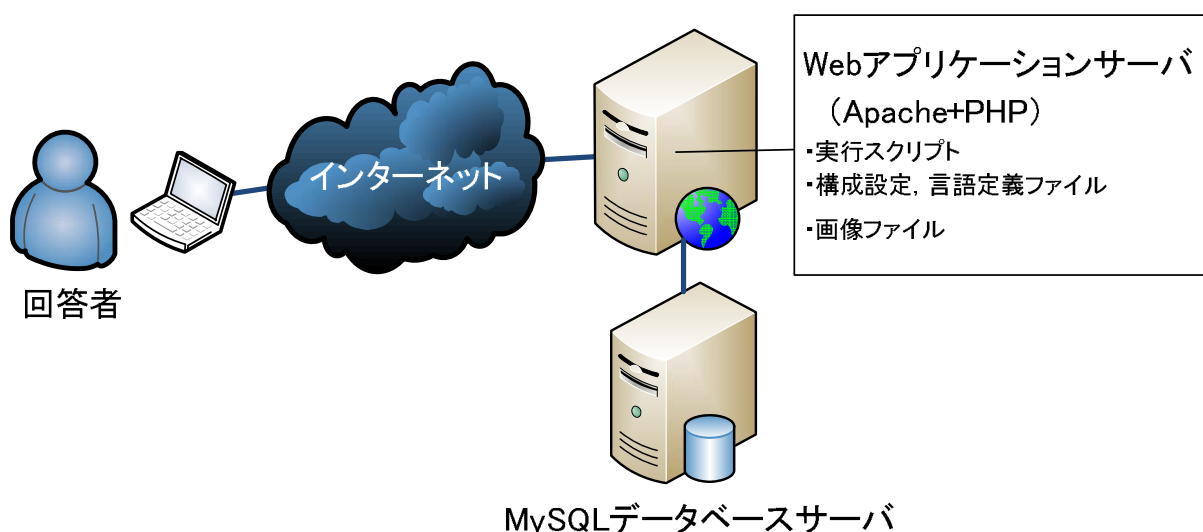 Webアプリケーションサーバ
（Apache+PHP）
・実行スクリプト
・構成設定，言語定義ファイル
・画像ファイル
インターネット
回答者
MySQLデータベースサーバ